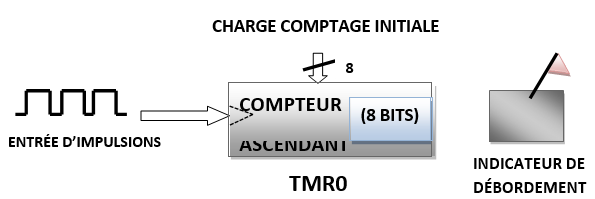 CHARGE COMPTAGE INITIALE
8
COMPTEUR
(8 BITS)
ASCENDANT
ENTRÉE D’IMPULSIONS
TMR0
INDICATEUR DE
DÉBORDEMENT